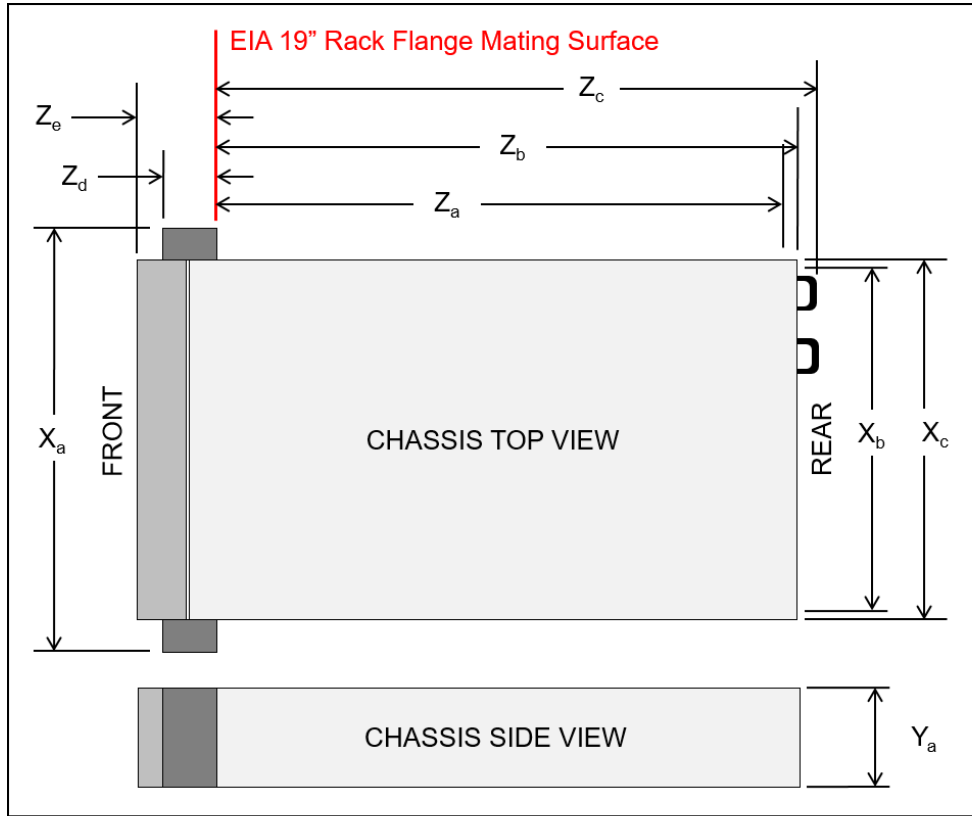 EIA 19” Rack Flange Mating Surface
Zc
Ze
Zb
Zd
Za
Xa
FRONT
CHASSIS TOP VIEW
REAR
Xb
Xc
CHASSIS SIDE VIEW
Ya